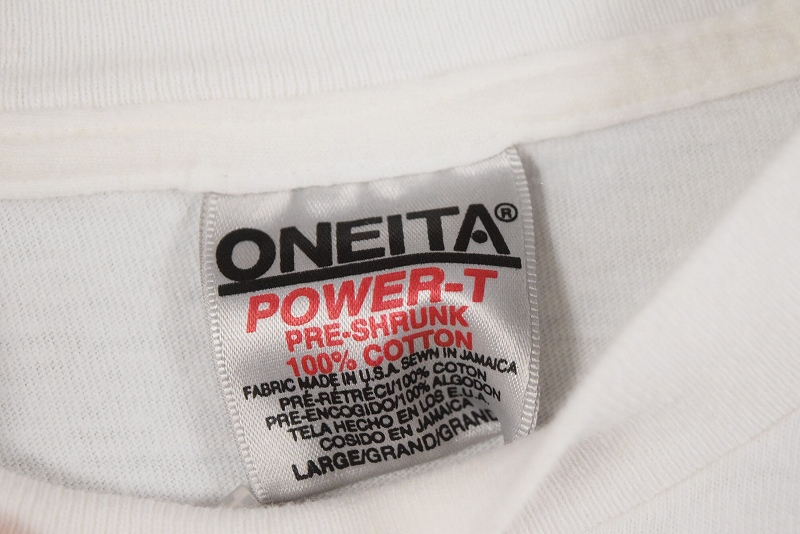 ONEITA®
POWER-T
PRE-SHRUNK
100% COTTON
FABRIC MADE IN U.S.A. SEWN IN JAMAICA
PRÉ-RÉTRÉCI/100% COTON
PRE-ENCOGIDO/100% ALGODON
TELA HECHO EN LOS E.U.A.
COSIDO EN JAMAICA
LARGE/GRAND/GRAND